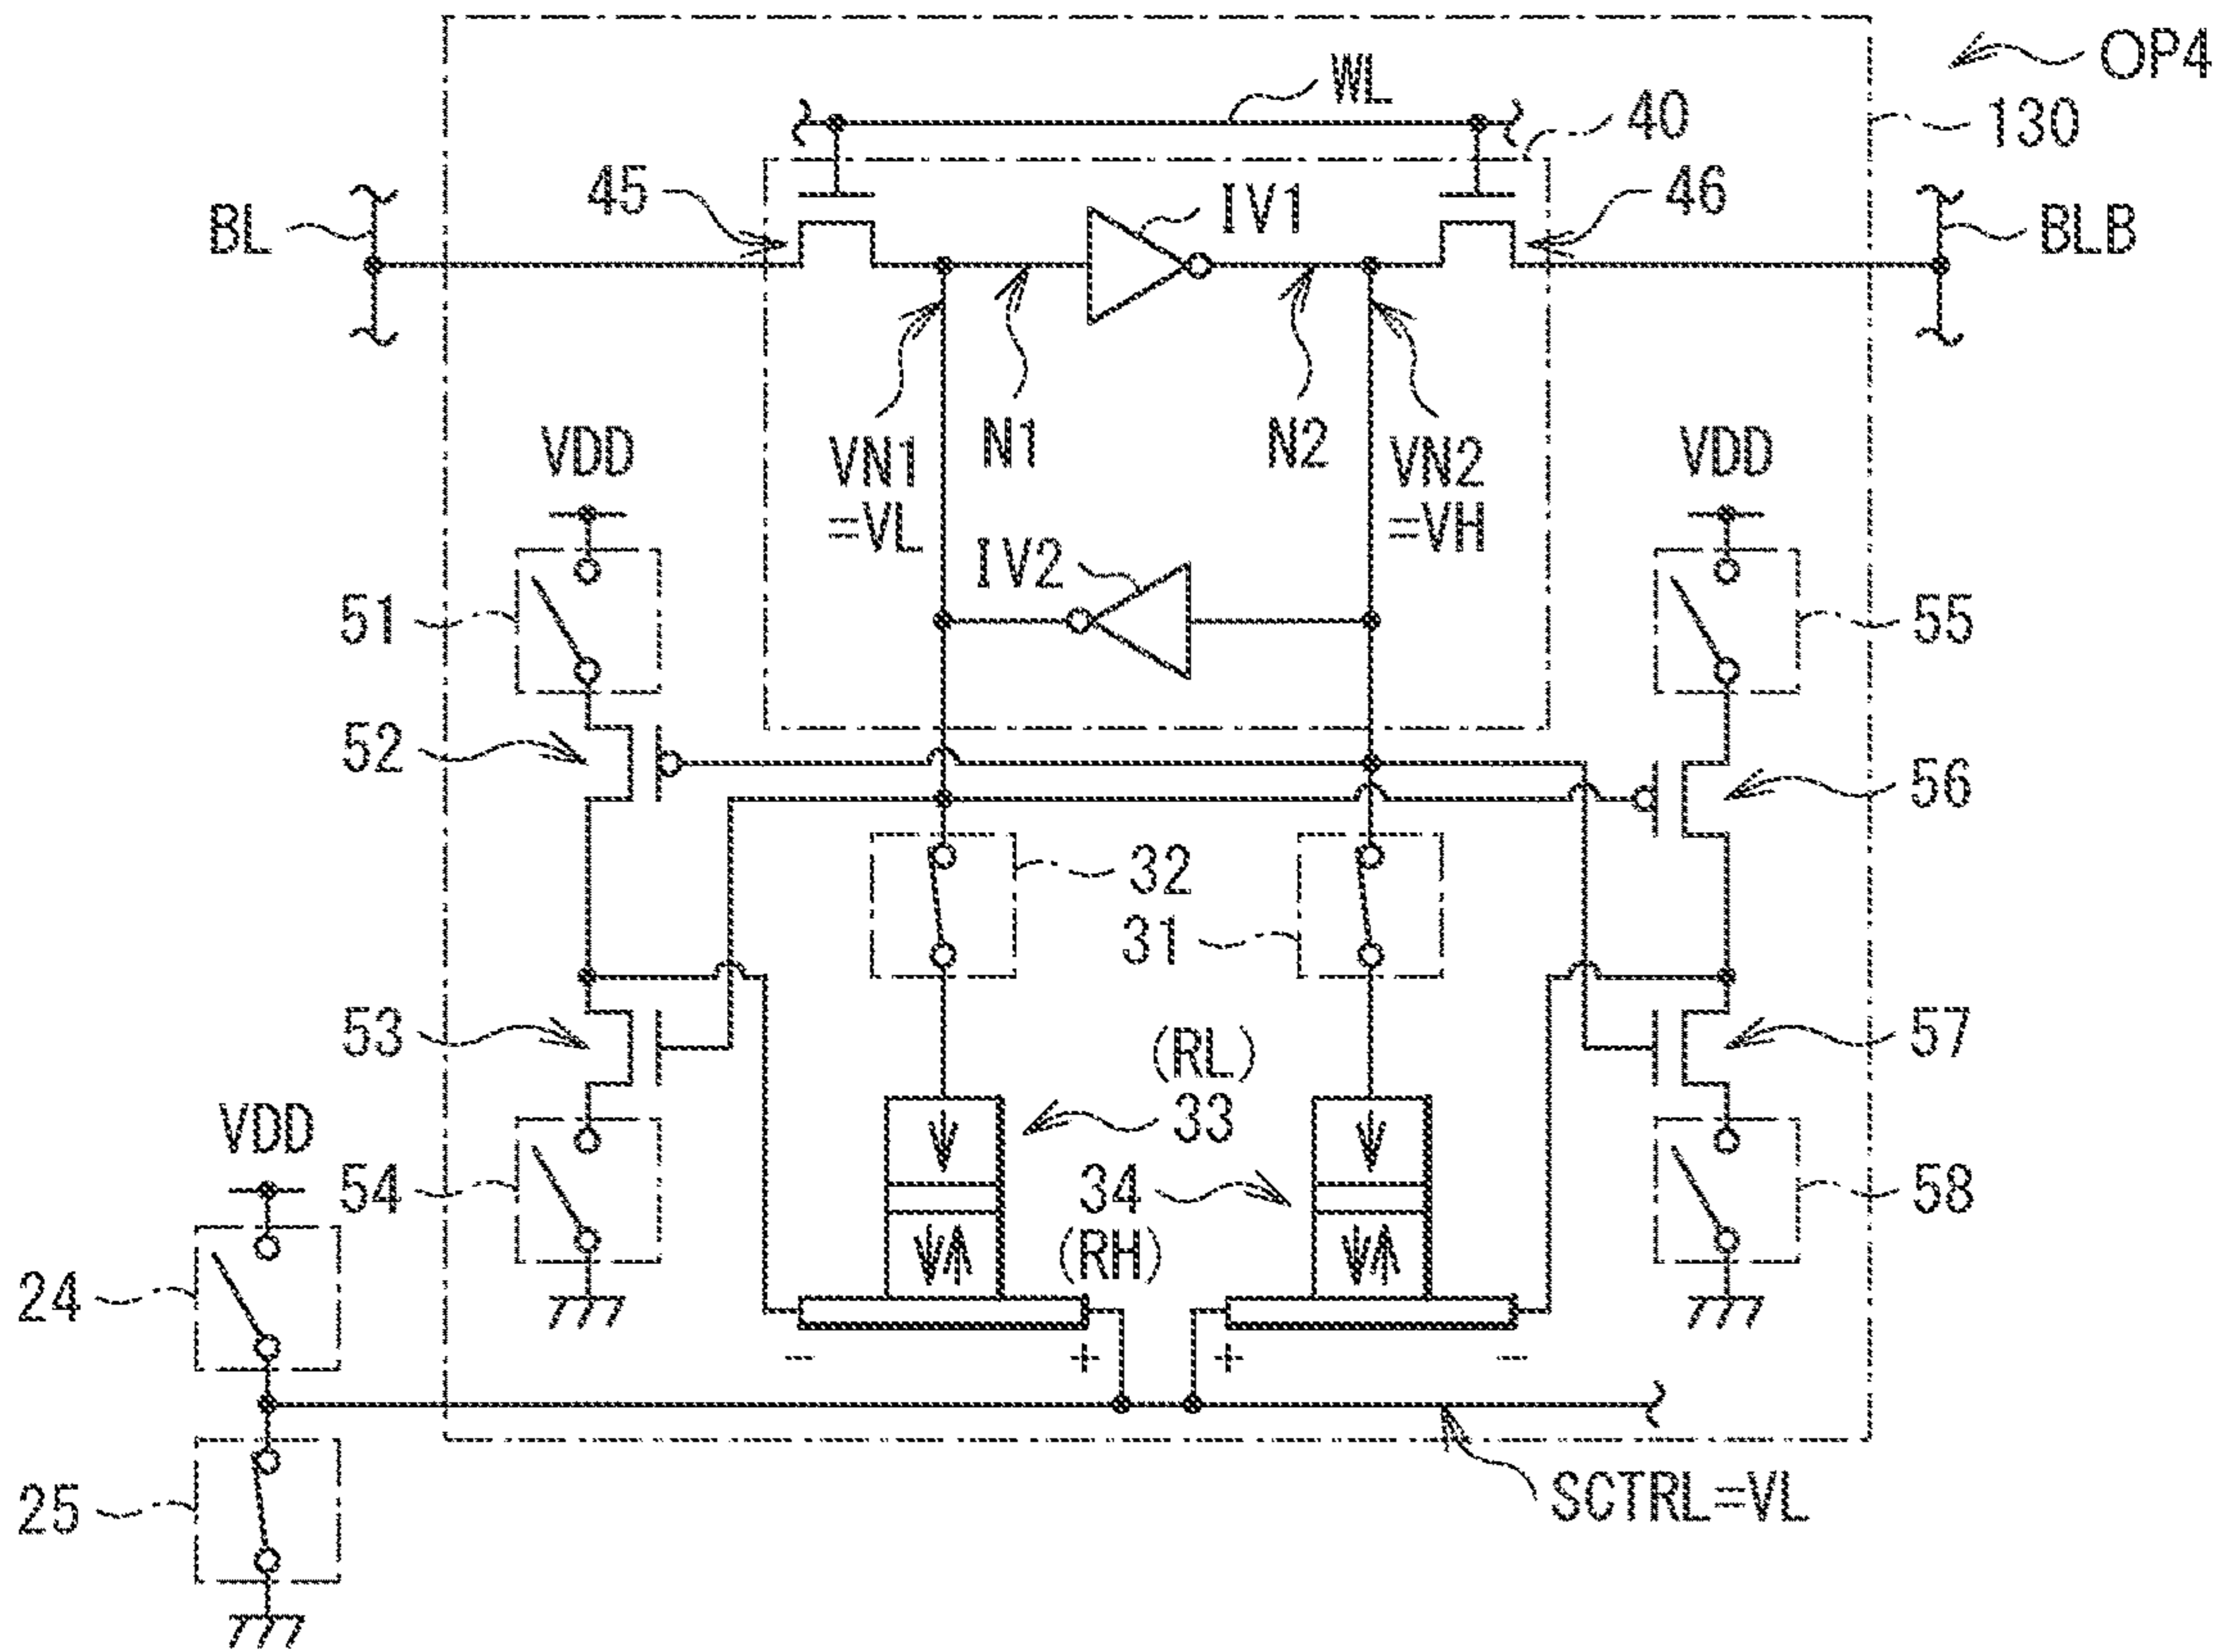 OP4
WL
40
130
45
IV1
46
BL
BLB
VDD
VN1
=VL
N1
N2
VN2
=VH
VDD
IV2
51
55
52
56
32
31
53
57
(RL)
33
VDD
54
34
(RH)
58
24
− + + −
25
SCTRL=VL